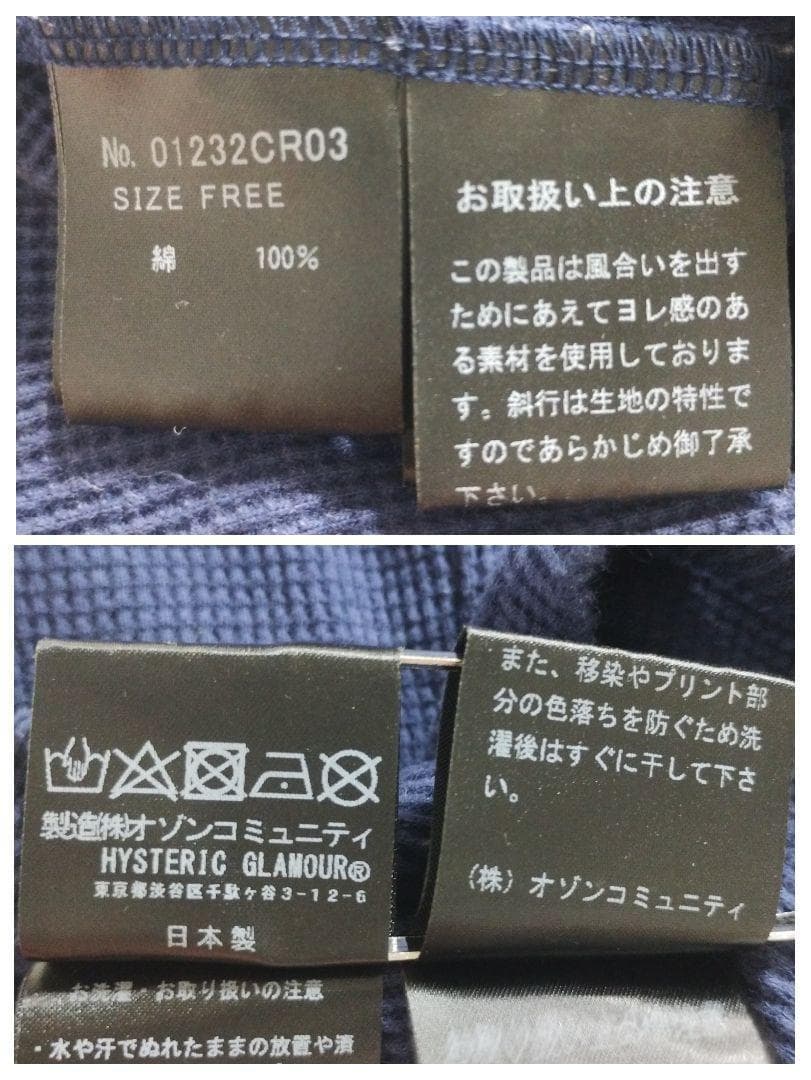 No. 01232CR03
SIZE FREE
綿 100%
お取扱い上の注意
この製品は風合いを出す
ためにあえてヨレ感のあ
る素材を使用しておりま
す。斜行は生地の特性で
すのであらかじめ御了承
下さい。
製造(株)オゾンコミュニティ
HYSTERIC GLAMOUR®
東京都渋谷区千駄ケ谷3-12-6
日本製
お洗濯・お取り扱いの注意
・水や汗でぬれたままの放置や済
また、移染やプリント部
分の色落ちを防ぐため洗
濯後はすぐに干して下さ
い。
(株)オゾンコミュニティ